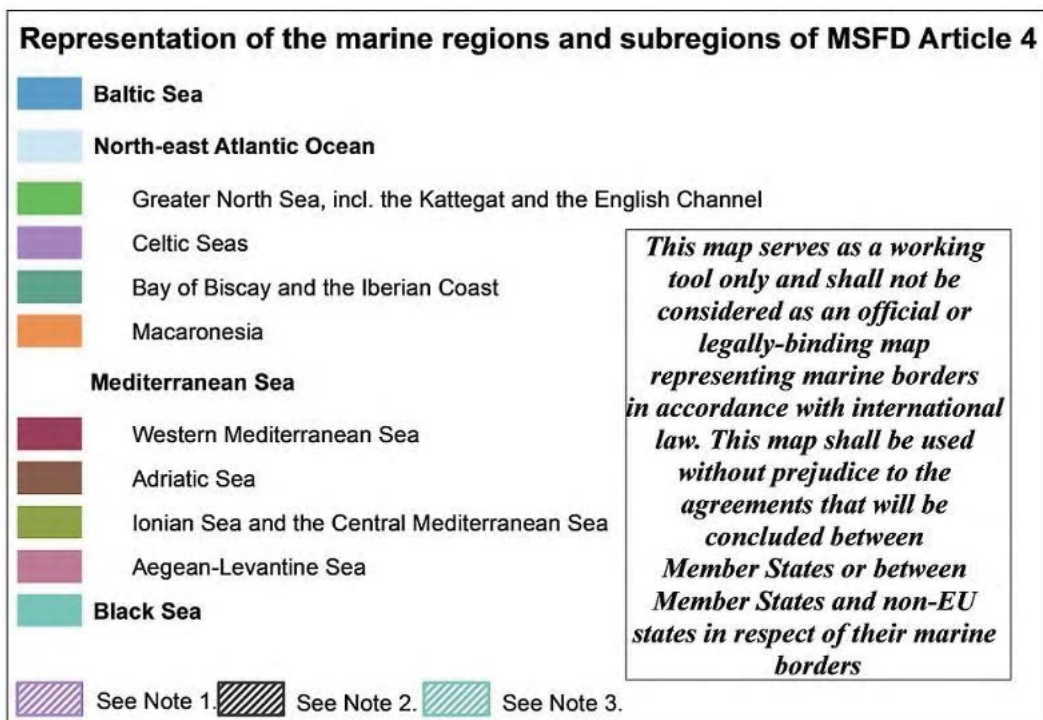 Representation of the marine regions and subregions of MSFD Article 4
Baltic Sea
North-east Atlantic Ocean
Greater North Sea, incl. the Kattegat and the English Channel
Celtic Seas
Bay of Biscay and the Iberian Coast
Macaronesia
Mediterranean Sea
Western Mediterranean Sea
Adriatic Sea
Ionian Sea and the Central Mediterranean Sea
Aegean-Levantine Sea
Black Sea
This map serves as a working
tool only and shall not be
considered as an official or
legally-binding map
representing marine borders
in accordance with international
law. This map shall be used
without prejudice to the
agreements that will be
concluded between
Member States or between
Member States and non-EU
states in respect of their marine
borders
See Note 1. See Note 2. See Note 3.